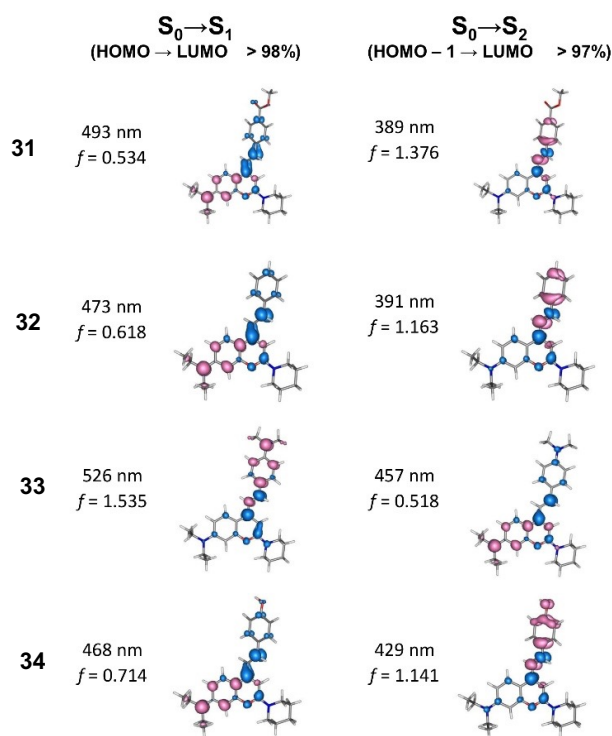 S₀→S₁
(HOMO → LUMO > 98%)
S₀→S₂
(HOMO – 1 → LUMO > 97%)
31
493 nm
f = 0.534
389 nm
f = 1.376
32
473 nm
f = 0.618
391 nm
f = 1.163
33
526 nm
f = 1.535
457 nm
f = 0.518
34
468 nm
f = 0.714
429 nm
f = 1.141